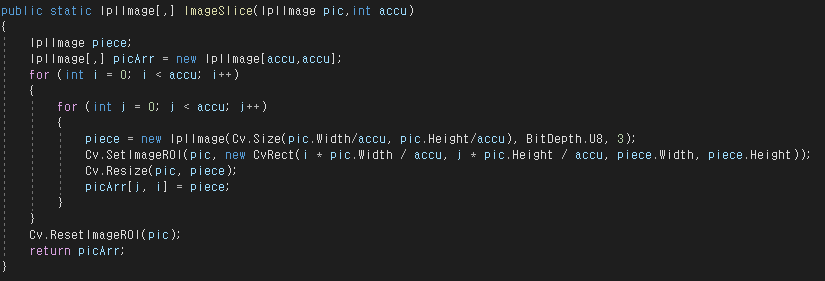 public static IplImage[,] ImageSlice(IplImage pic,int accu)
{
    IplImage piece;
    IplImage[,] picArr = new IplImage[accu,accu];
    for (int i = 0; i < accu; i++)
    {
        for (int j = 0; j < accu; j++)
        {
            piece = new IplImage(Cv.Size(pic.Width/accu, pic.Height/accu), BitDepth.U8, 3);
            Cv.SetImageROI(pic, new CvRect(i * pic.Width / accu, j * pic.Height / accu, piece.Width, piece.Height));
            Cv.Resize(pic, piece);
            picArr[j, i] = piece;
        }
    }
    Cv.ResetImageROI(pic);
    return picArr;
}